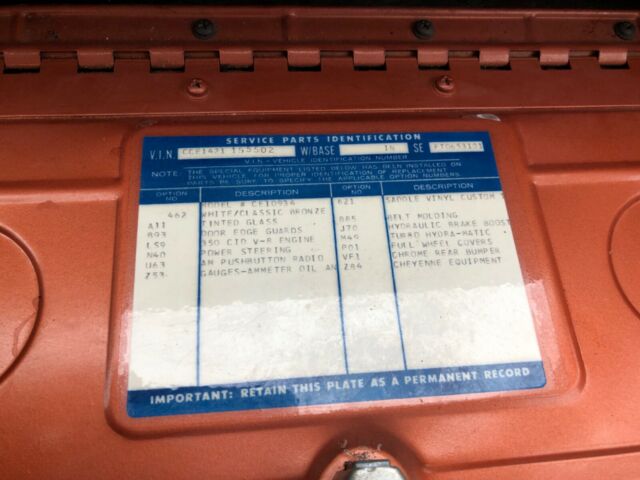 SERVICE PARTS IDENTIFICATION
V.I.N. CCE1421 155502 W/BASE SE
V.I.N - VEHICLE IDENTIFICATION NUMBER
NOTE: THE SPECIAL EQUIPMENT LISTED BELOW HAS BEEN INSTALLED ON
THIS VEHICLE. FOR PROPER IDENTIFICATION OF REPLACEMENT
PARTS BE SURE TO SPECIFY THE APPLICABLE OPTION NUMBERS.
OPTION NO. DESCRIPTION OPTION NO. DESCRIPTION
MODEL # CE10934 SADDLE VINYL CUSTOM
462 WHITE/CLASSIC BRONZE
A11 TINTED GLASS B85 BELT MOLDING
B93 DOOR EDGE GUARDS J70 HYDRAULIC BRAKE BOOST
LS9 350 CID V-8 ENGINE M49 TURBO HYDRA-MATIC
N40 POWER STEERING P01 FULL WHEEL COVERS
U63 AM PUSHBUTTON RADIO VF1 CHROME REAR BUMPER
Z53 GAUGES-AMMETER OIL AN Z84 CHEYENNE EQUIPMENT
IMPORTANT: RETAIN THIS PLATE AS A PERMANENT RECORD